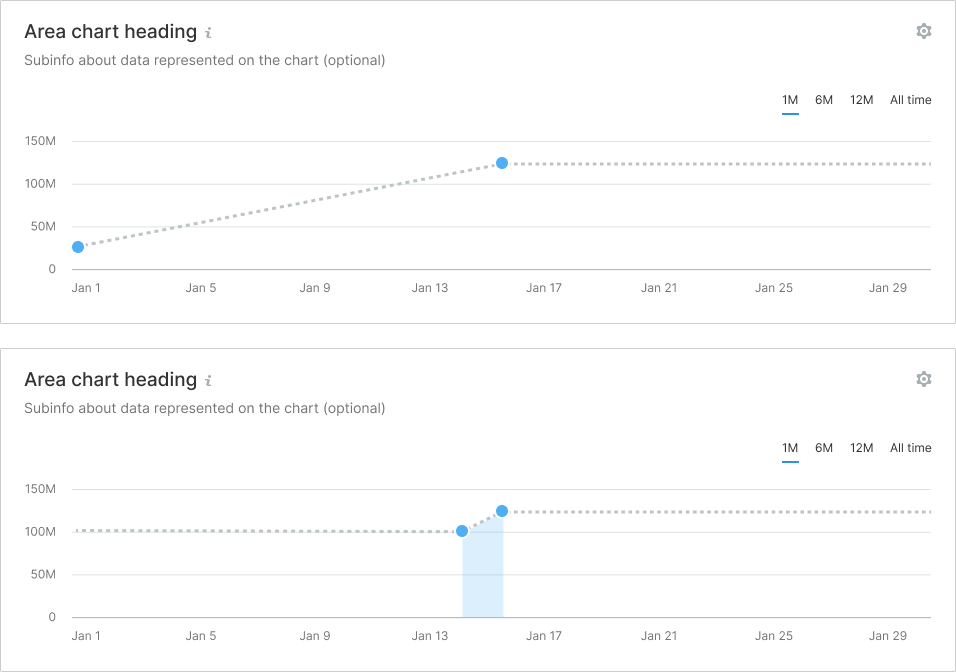 Area chart heading i
Subinfo about data represented on the chart (optional)
1M 6M 12M All time
150M
100M
50M
0
Jan 1 Jan 5 Jan 9 Jan 13 Jan 17 Jan 21 Jan 25 Jan 29
Area chart heading i
Subinfo about data represented on the chart (optional)
1M 6M 12M All time
150M
100M
50M
0
Jan 1 Jan 5 Jan 9 Jan 13 Jan 17 Jan 21 Jan 25 Jan 29